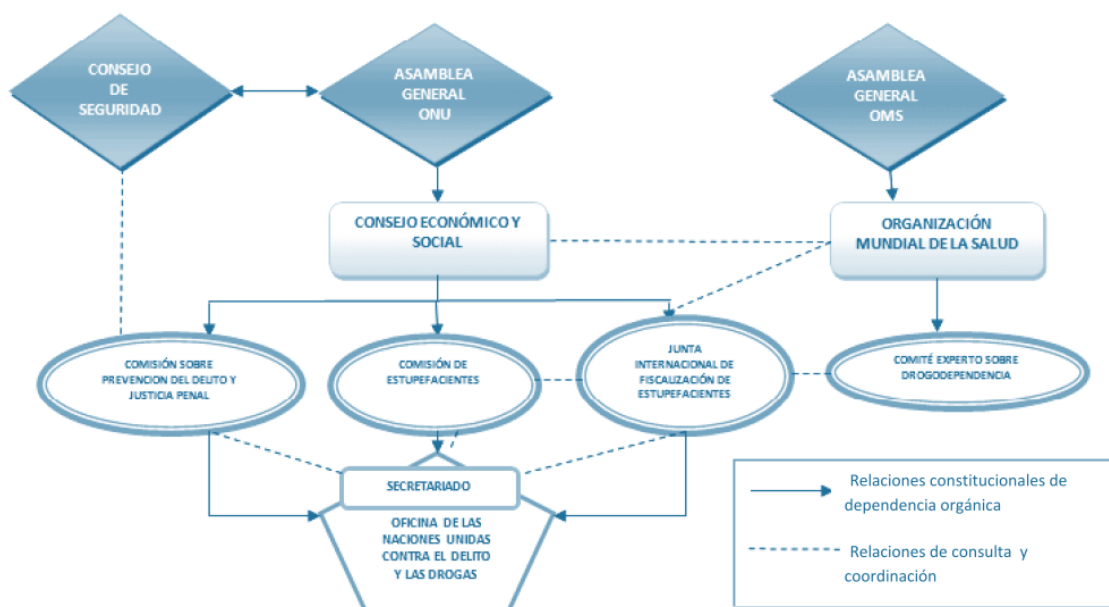 CONSEJO
DE
SEGURIDAD
ASAMBLEA
GENERAL
ONU
ASAMBLEA
GENERAL
OMS
CONSEJO ECONÓMICO Y
SOCIAL
ORGANIZACIÓN
MUNDIAL DE LA SALUD
COMISIÓN SOBRE
PREVENCION DEL DELITO Y
JUSTICIA PENAL
COMISIÓN DE
ESTUPEFACIENTES
JUNTA
INTERNACIONAL DE
FISCALIZACIÓN DE
ESTUPEFACIENTES
COMITÉ EXPERTO SOBRE
DROGODEPENDENCIA
SECRETARIADO
OFICINA DE LAS
NACIONES UNIDAS
CONTRA EL DELITO
Y LAS DROGAS
Relaciones constitucionales de
dependencia orgánica
Relaciones de consulta y
coordinación